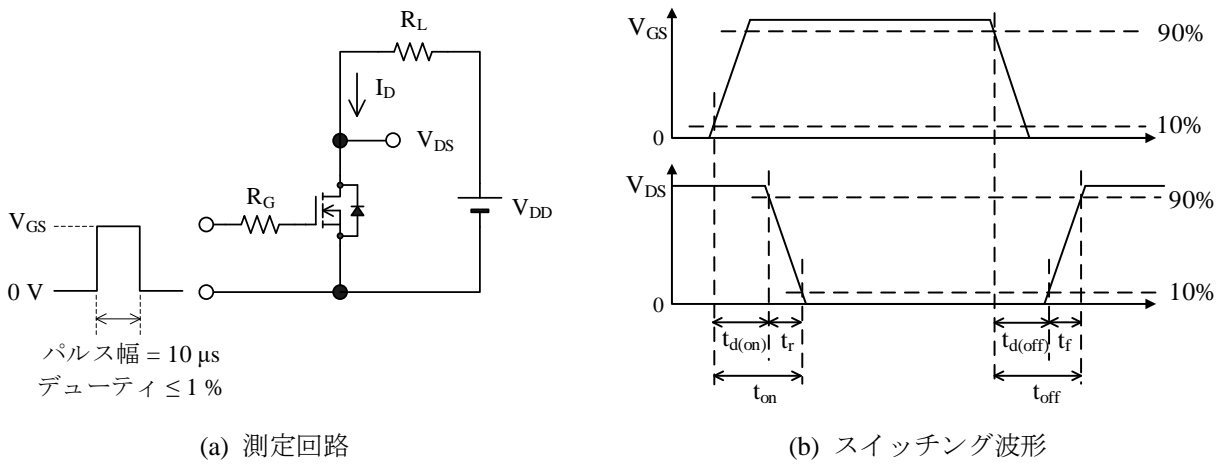 R_L
I_D
V_DS
R_G
V_DD
V_GS
0 V
パルス幅 = 10 μs
デューティ ≤ 1 %
(a) 測定回路
V_GS
90%
10%
0
V_DS
90%
10%
0
t_d(on) t_r t_d(off) t_f
t_on t_off
(b) スイッチング波形